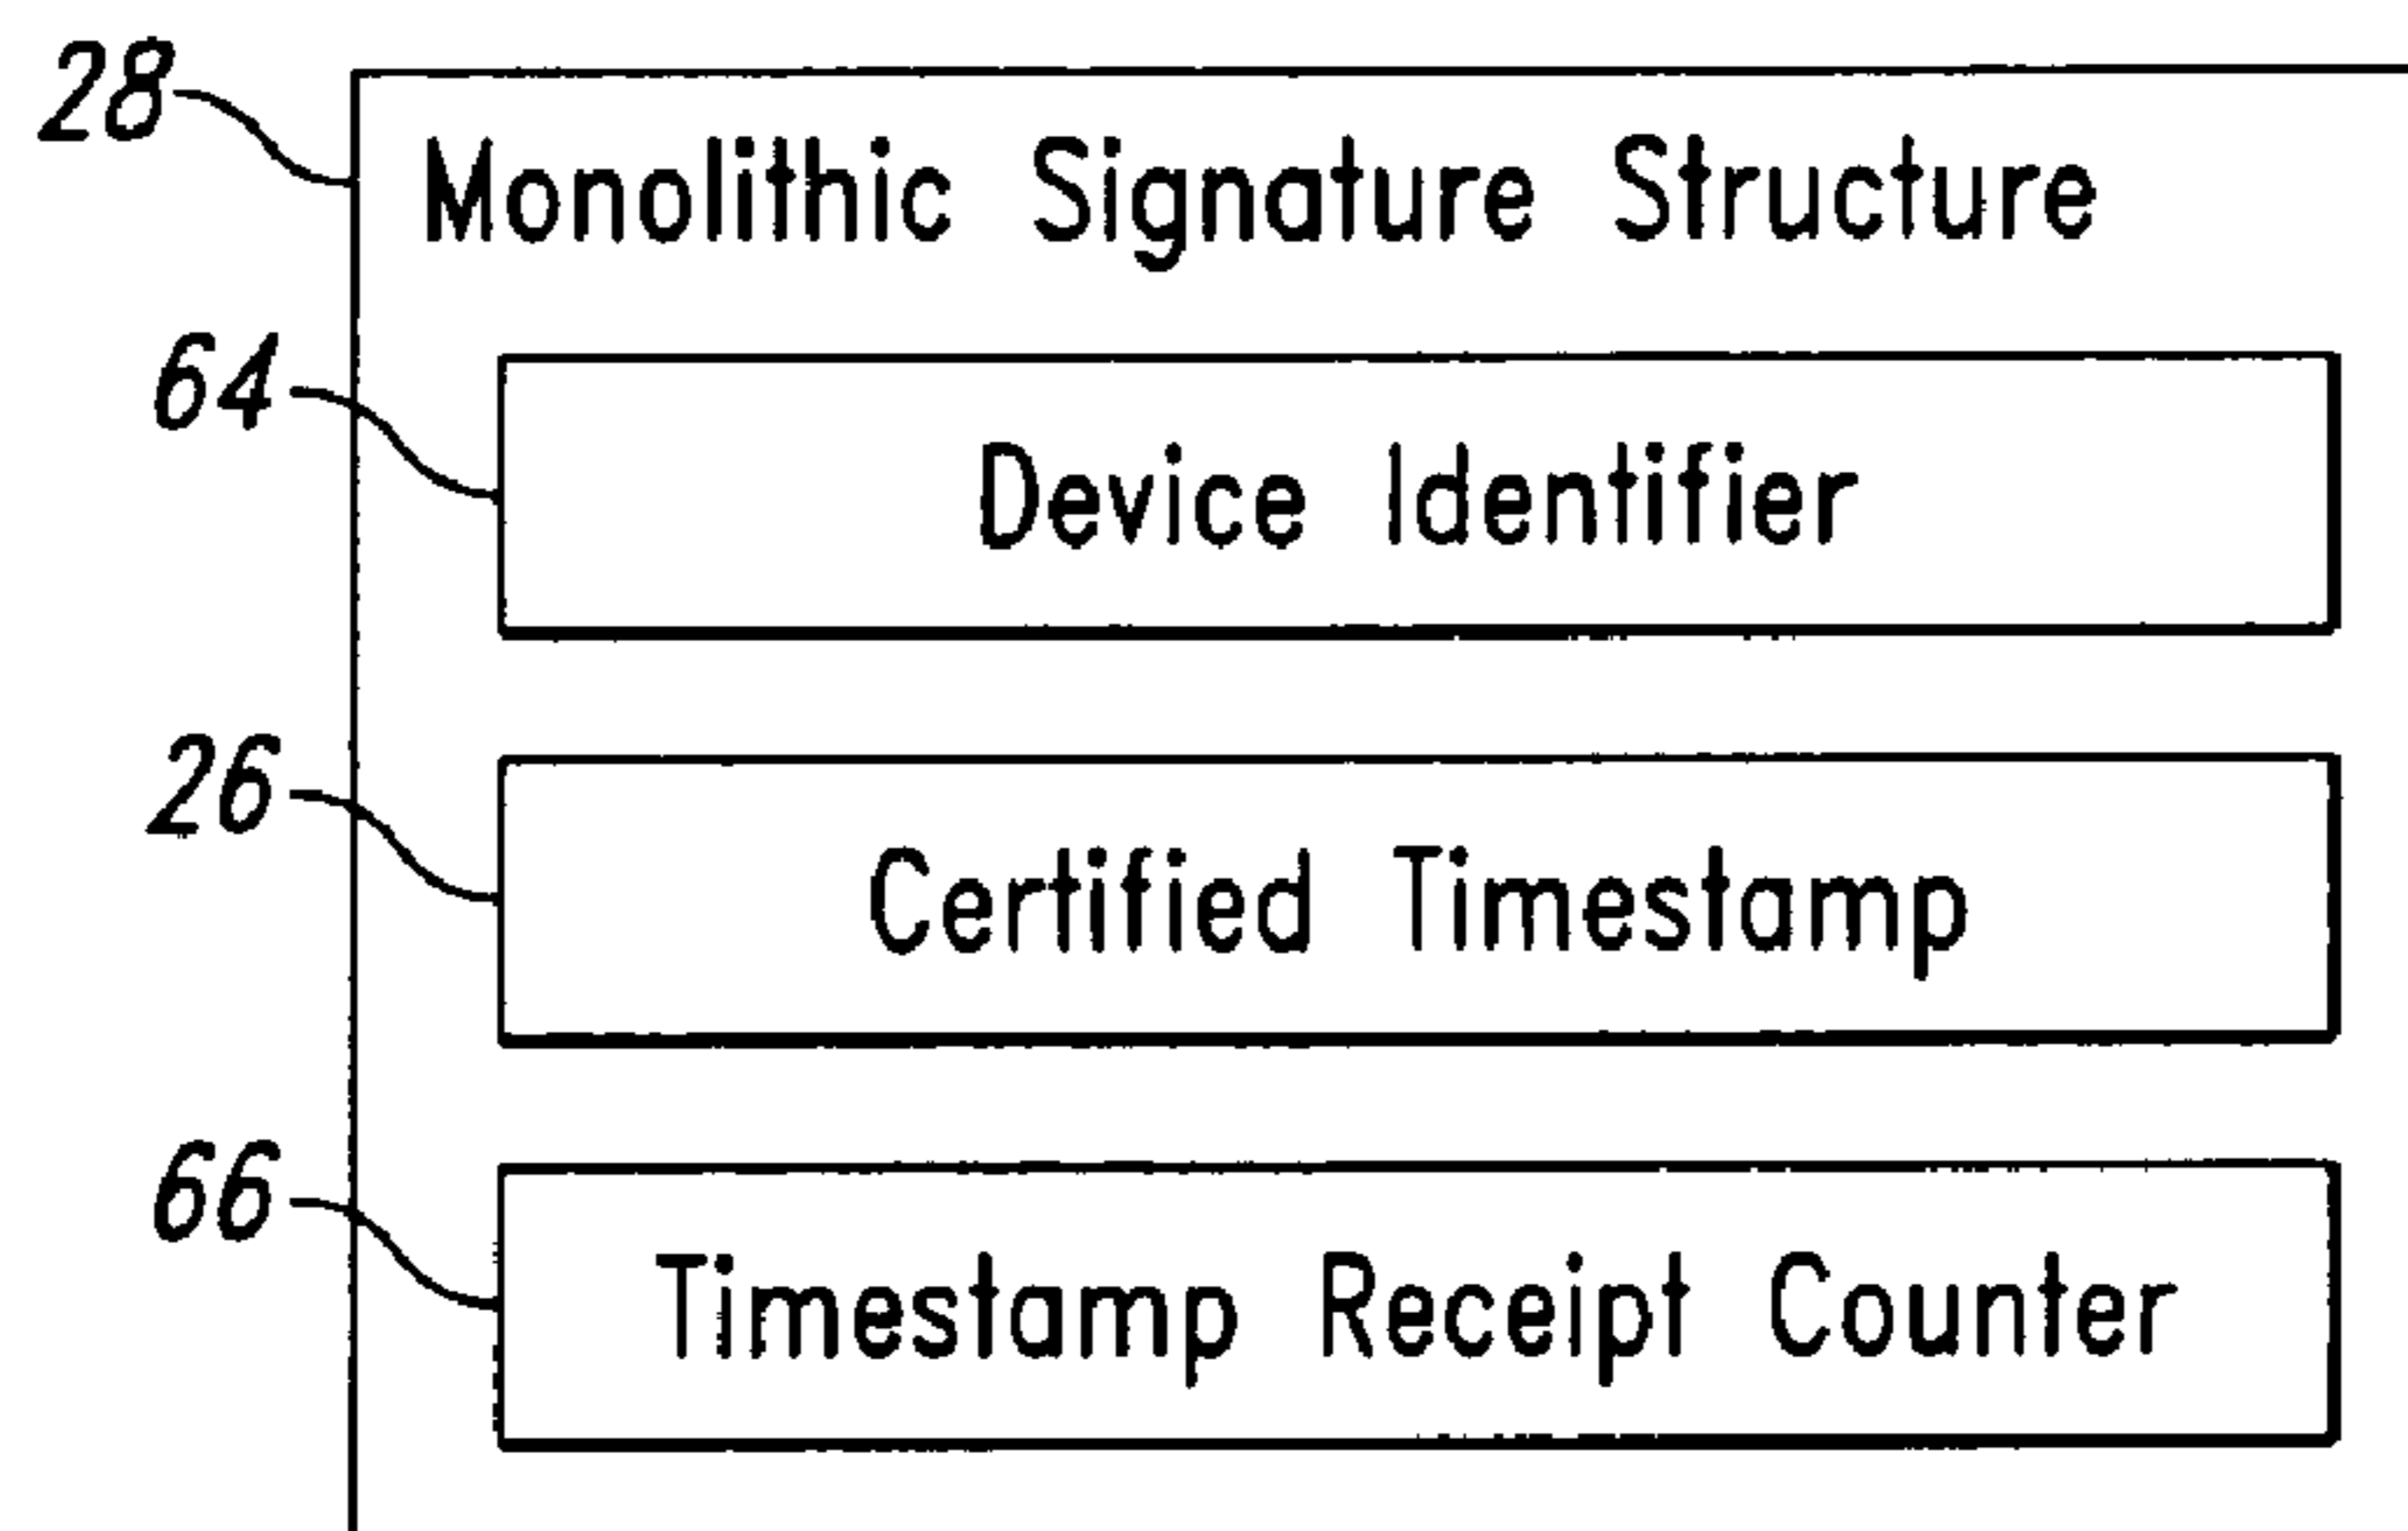 28
Monolithic Signature Structure
64
Device Identifier
26
Certified Timestamp
66
Timestamp Receipt Counter